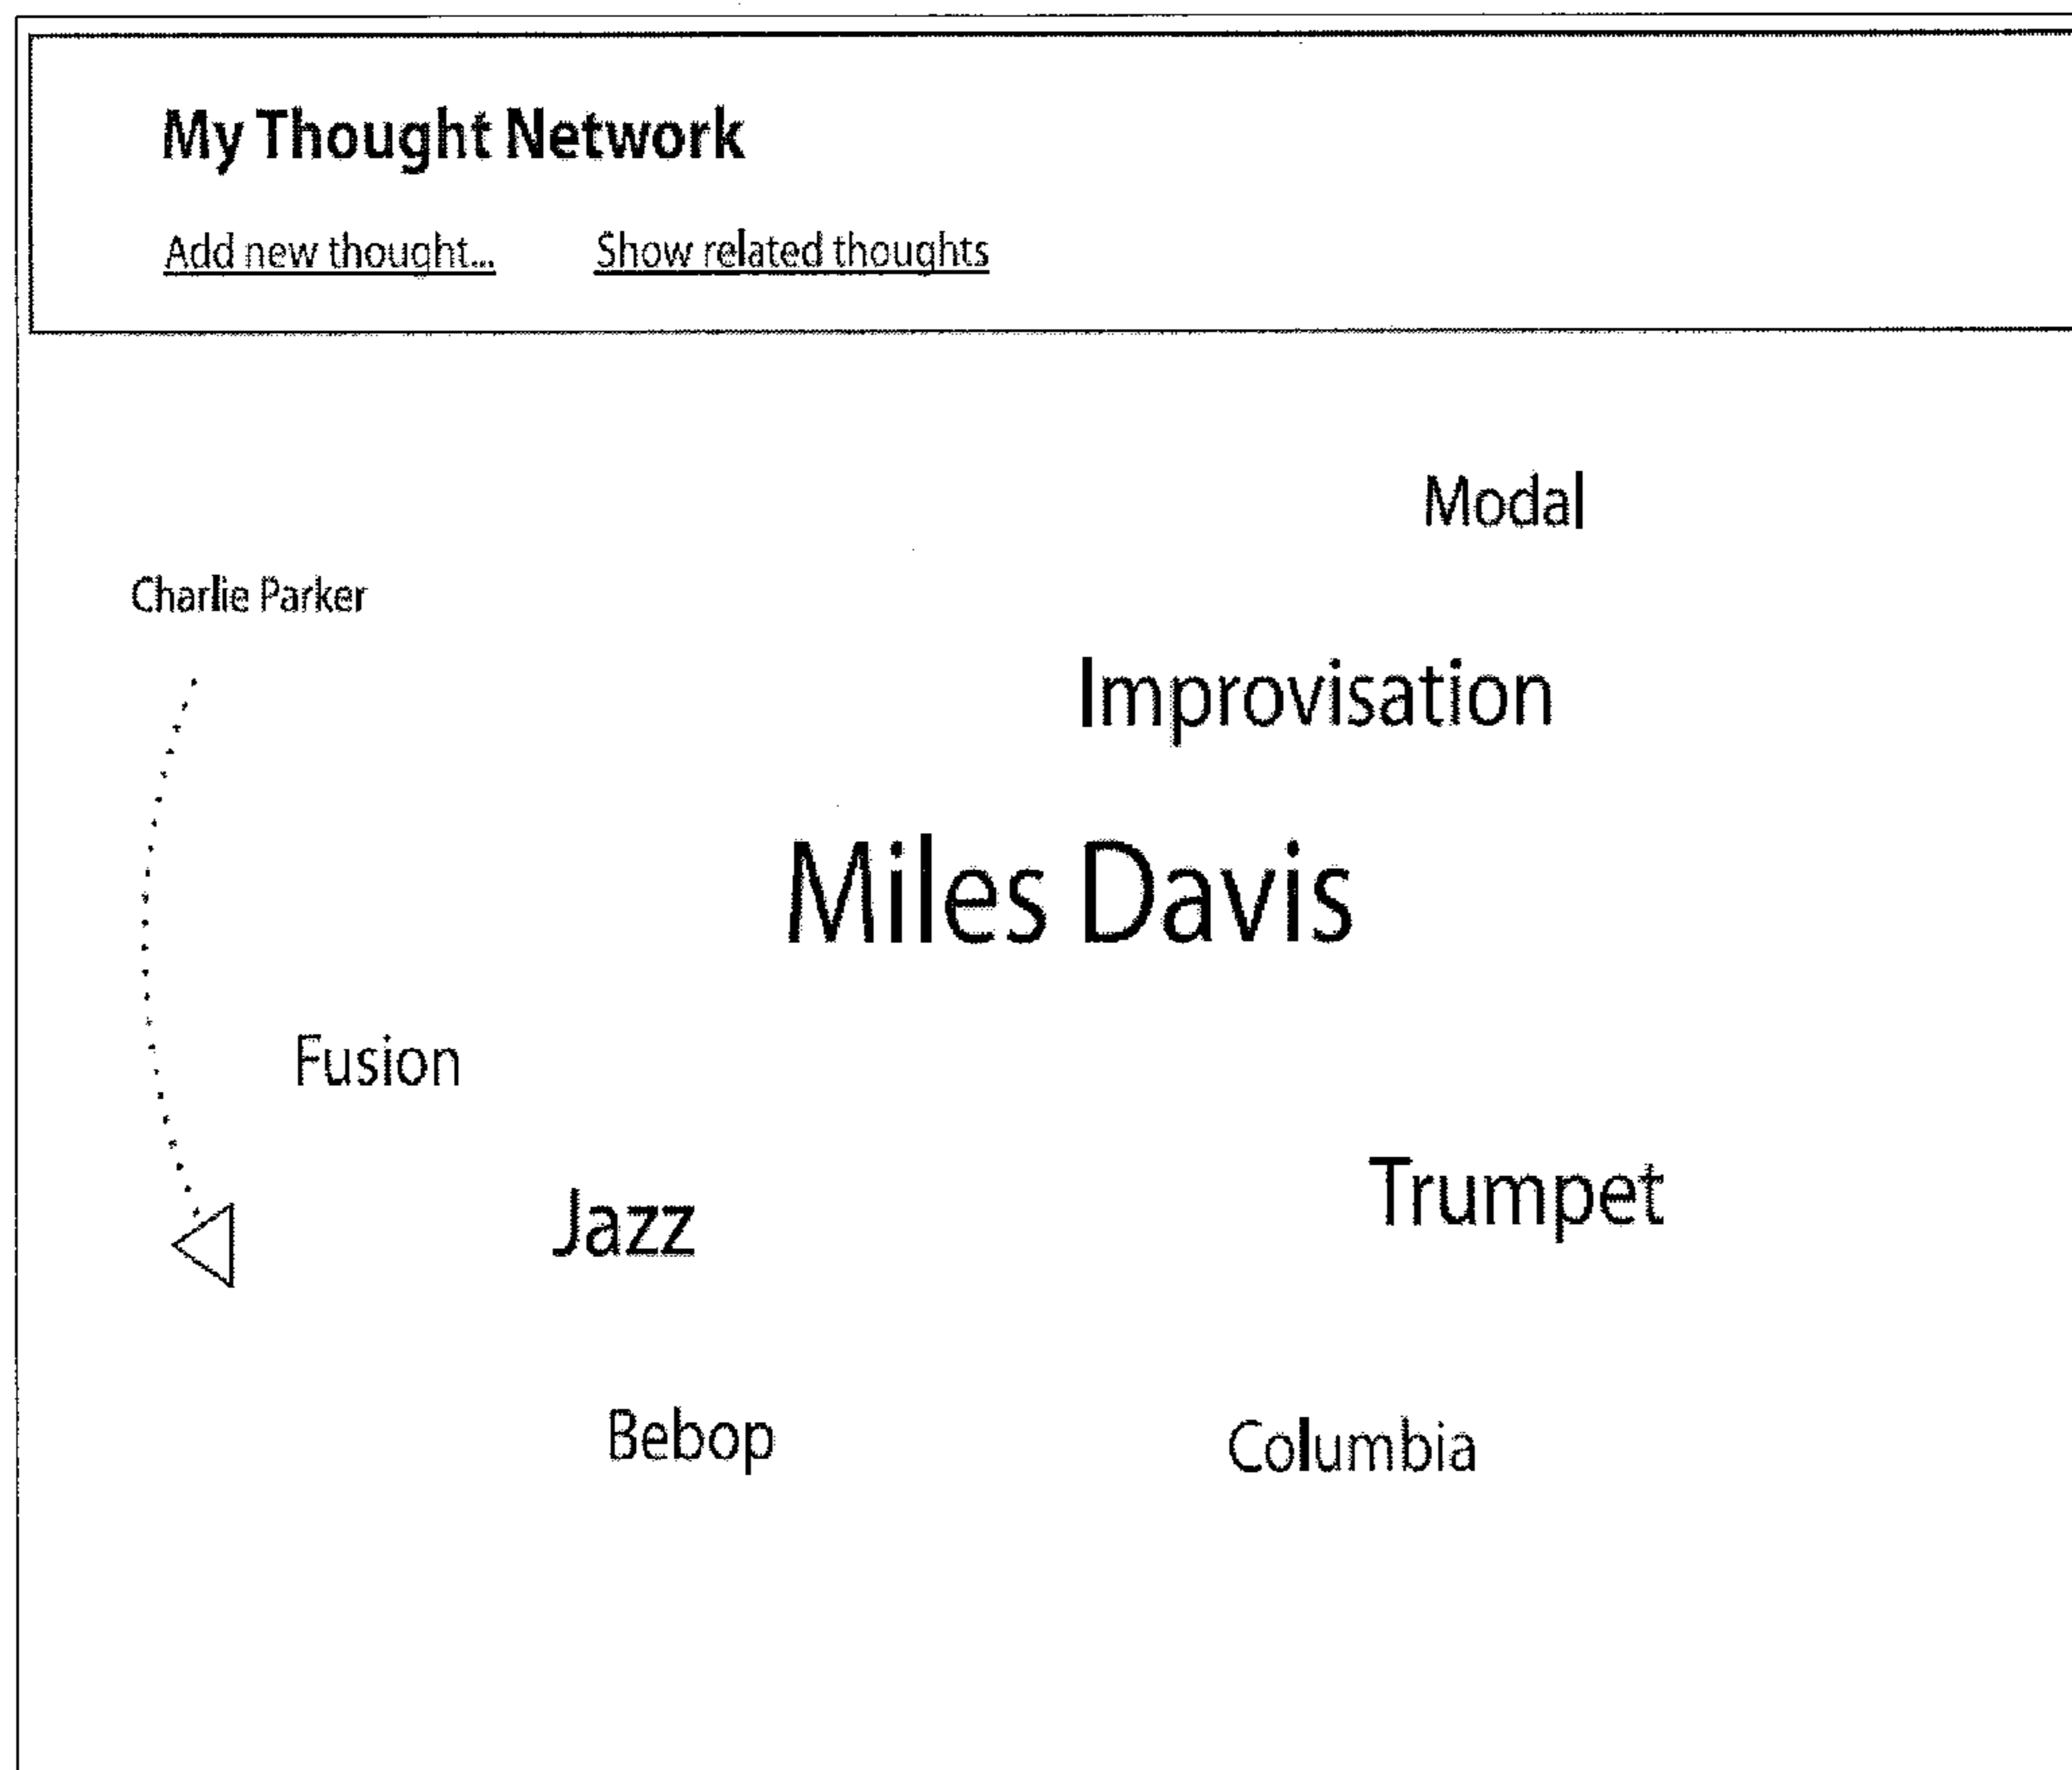 My Thought Network
Add new thought... Show related thoughts
Modal
Charlie Parker
Improvisation
Miles Davis
Fusion
Trumpet
Jazz
Bebop
Columbia